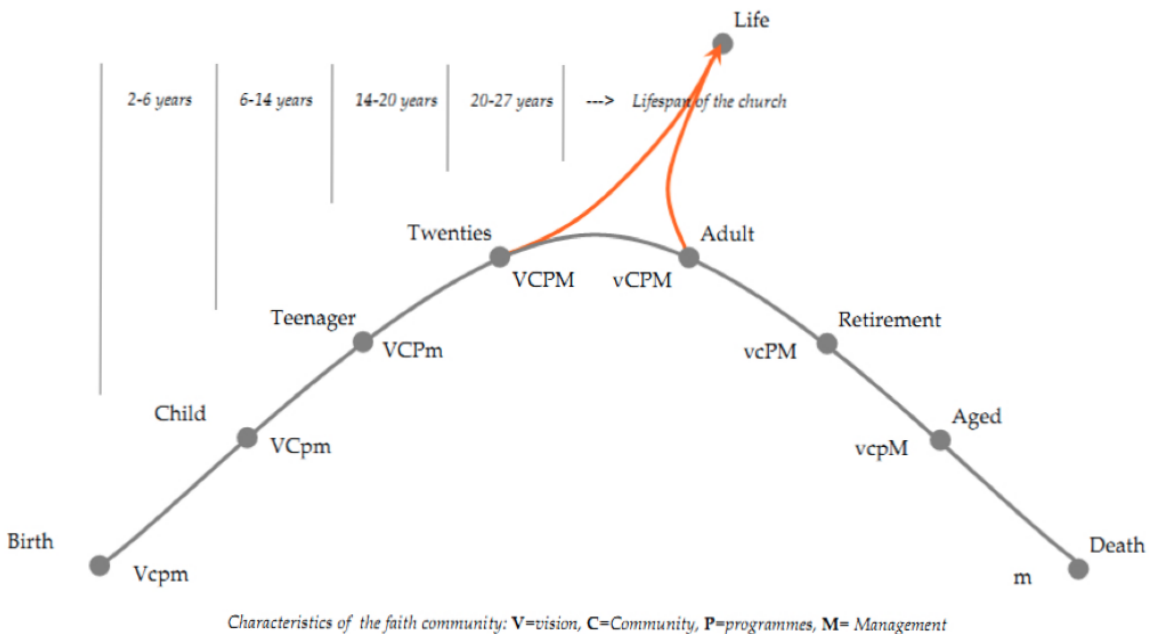 Life
2-6 years 6-14 years 14-20 years 20-27 years ---> Lifespan of the church
Twenties Adult
VCPM vCPM
Teenager Retirement
VCPm vcPM
Child Aged
VCpm vcpM
Birth Death
Vcpm m
Characteristics of the faith community: V=vision, C=Community, P=programmes, M= Management